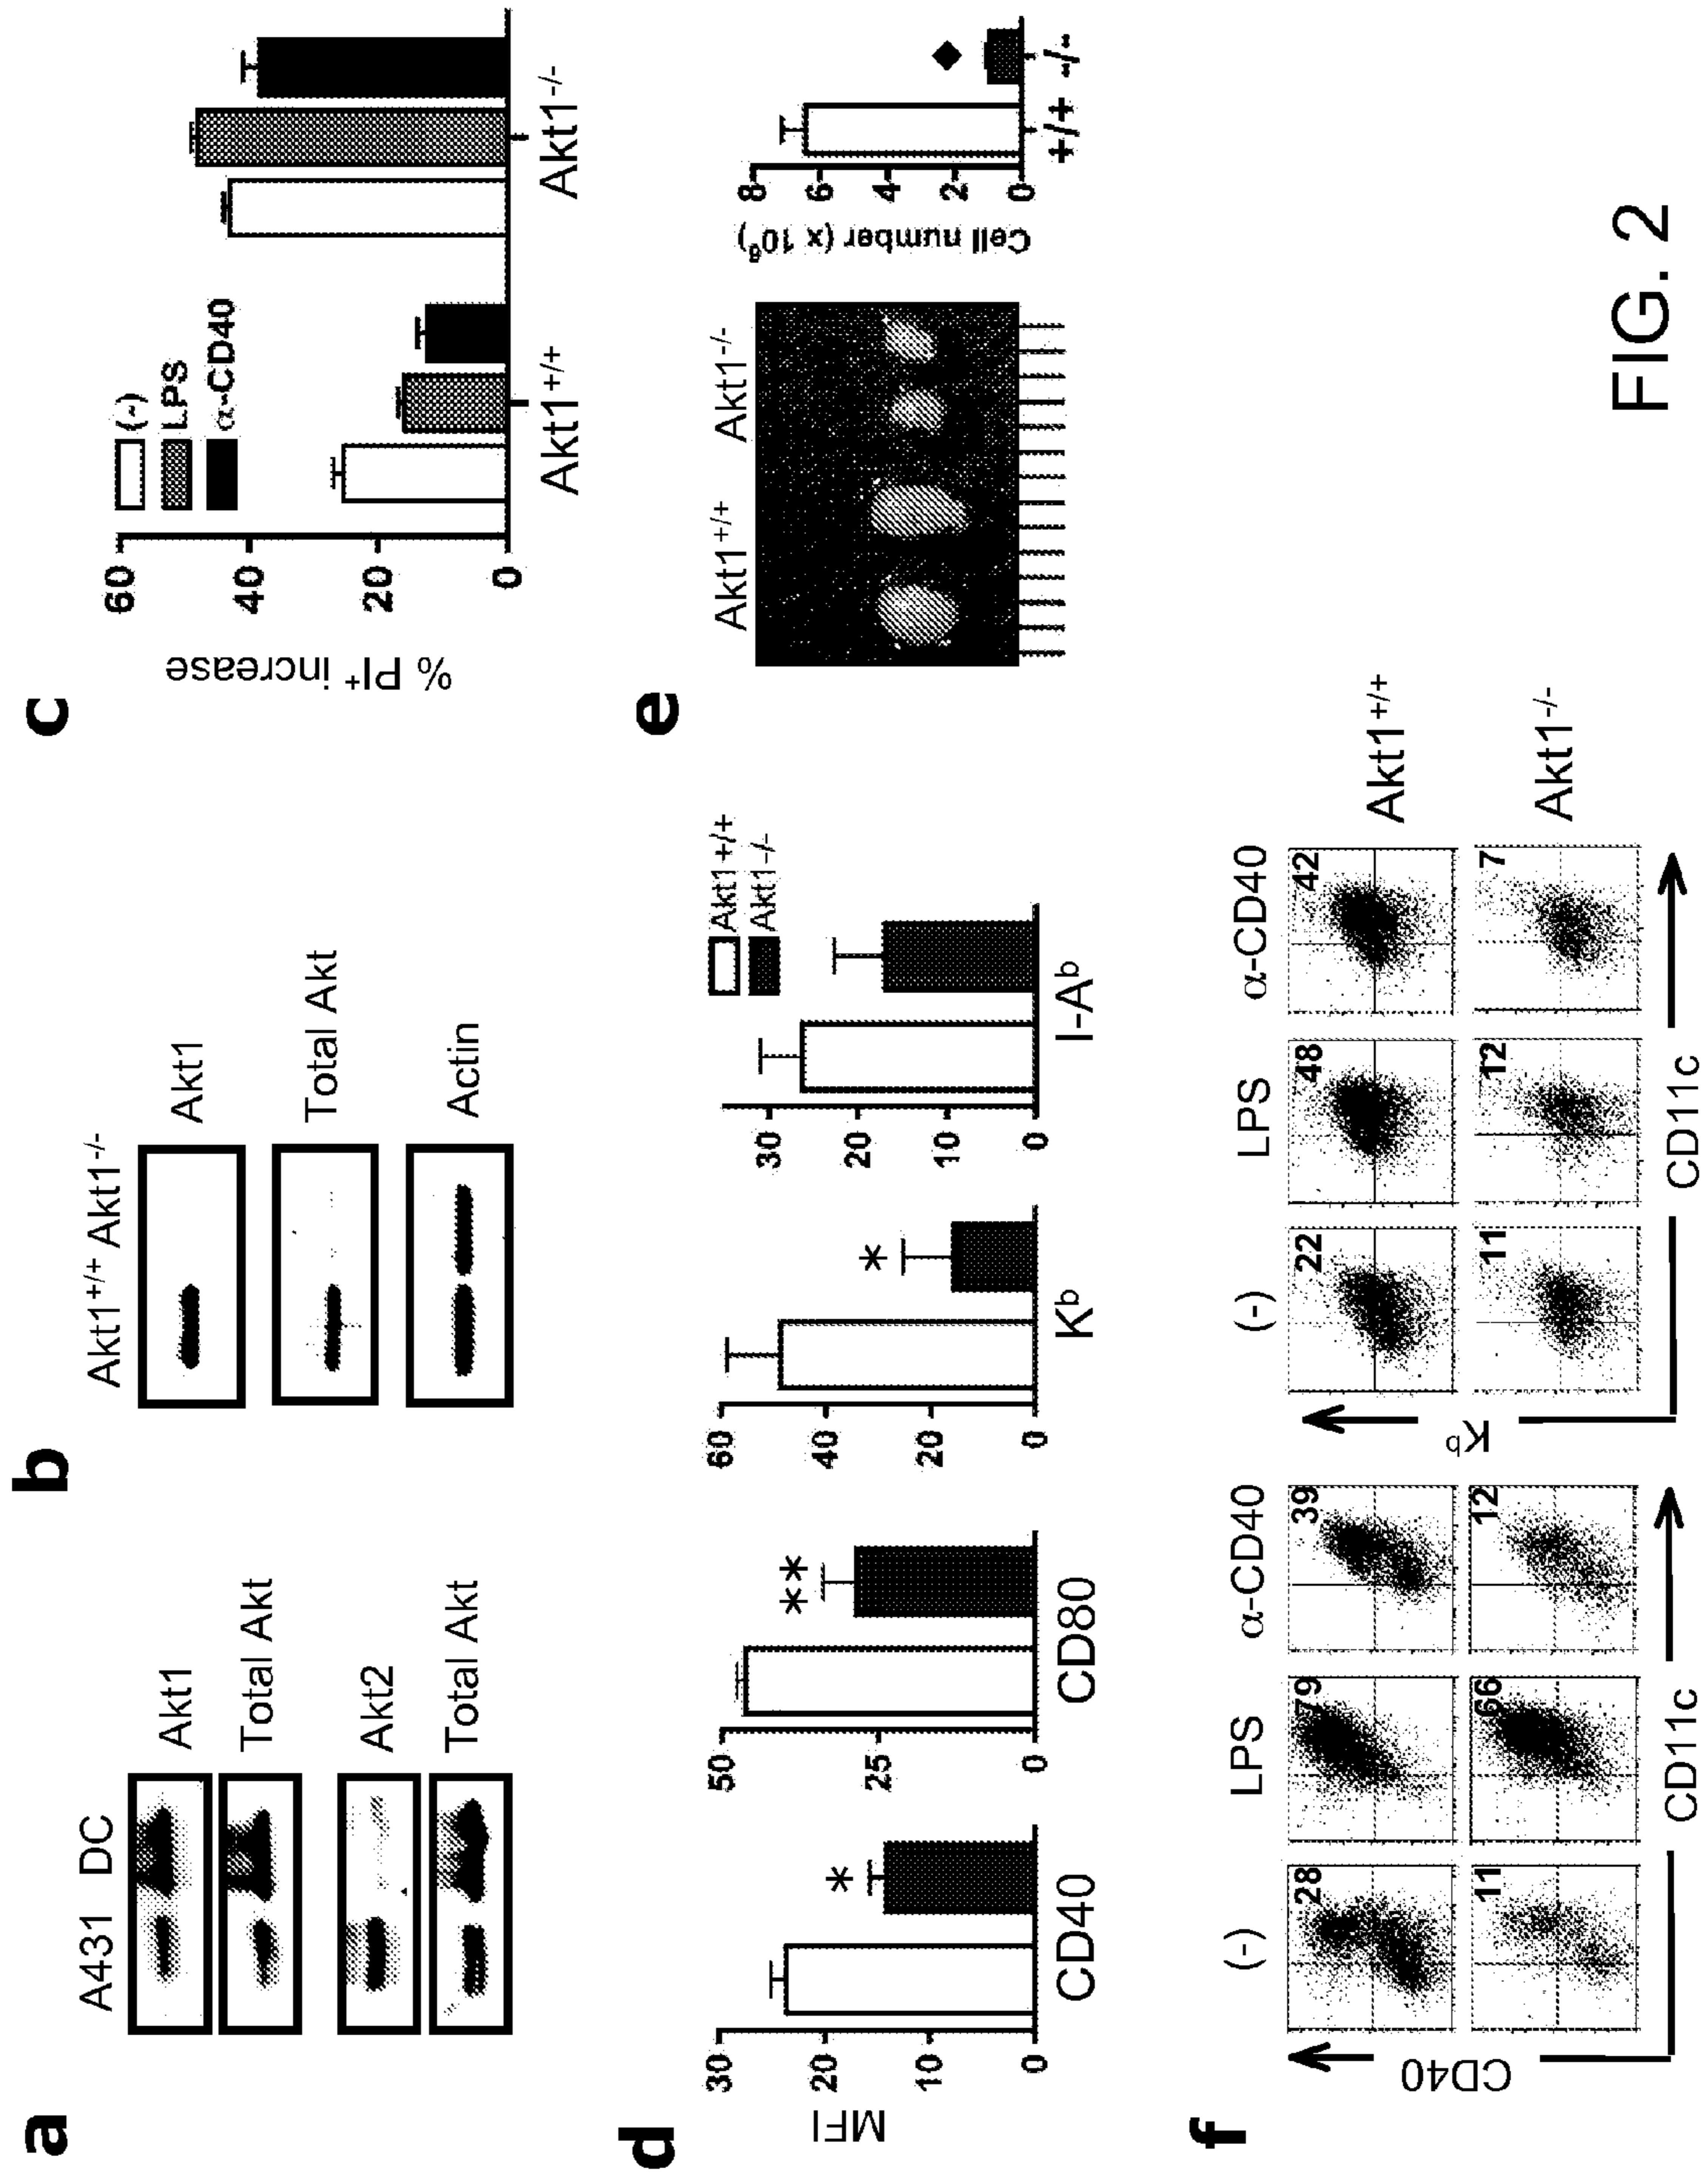 a
A431 DC
Akt1
Total Akt
Akt2
Total Akt
b
Akt1+/+ Akt1-/-
Akt1
Total Akt
Actin
c
% PI+ increase
60
40
20
0
(-)
LPS
α-CD40
Akt1+/+
Akt1-/-
d
MFI
30
20
10
0
*
CD40
50
25
0
**
CD80
60
40
20
0
*
Kb
30
20
10
0
Akt1+/+
Akt1-/-
I-Ab
e
Akt1+/+
Akt1-/-
Cell number (x 10⁶)
8
6
4
2
0
◆
+/+
-/-
f
(-)
LPS
α-CD40
28
79
39
11
66
12
CD40
CD11c
(-)
LPS
α-CD40
22
48
42
Akt1+/+
11
12
7
Akt1-/-
Kb
CD11c
FIG. 2